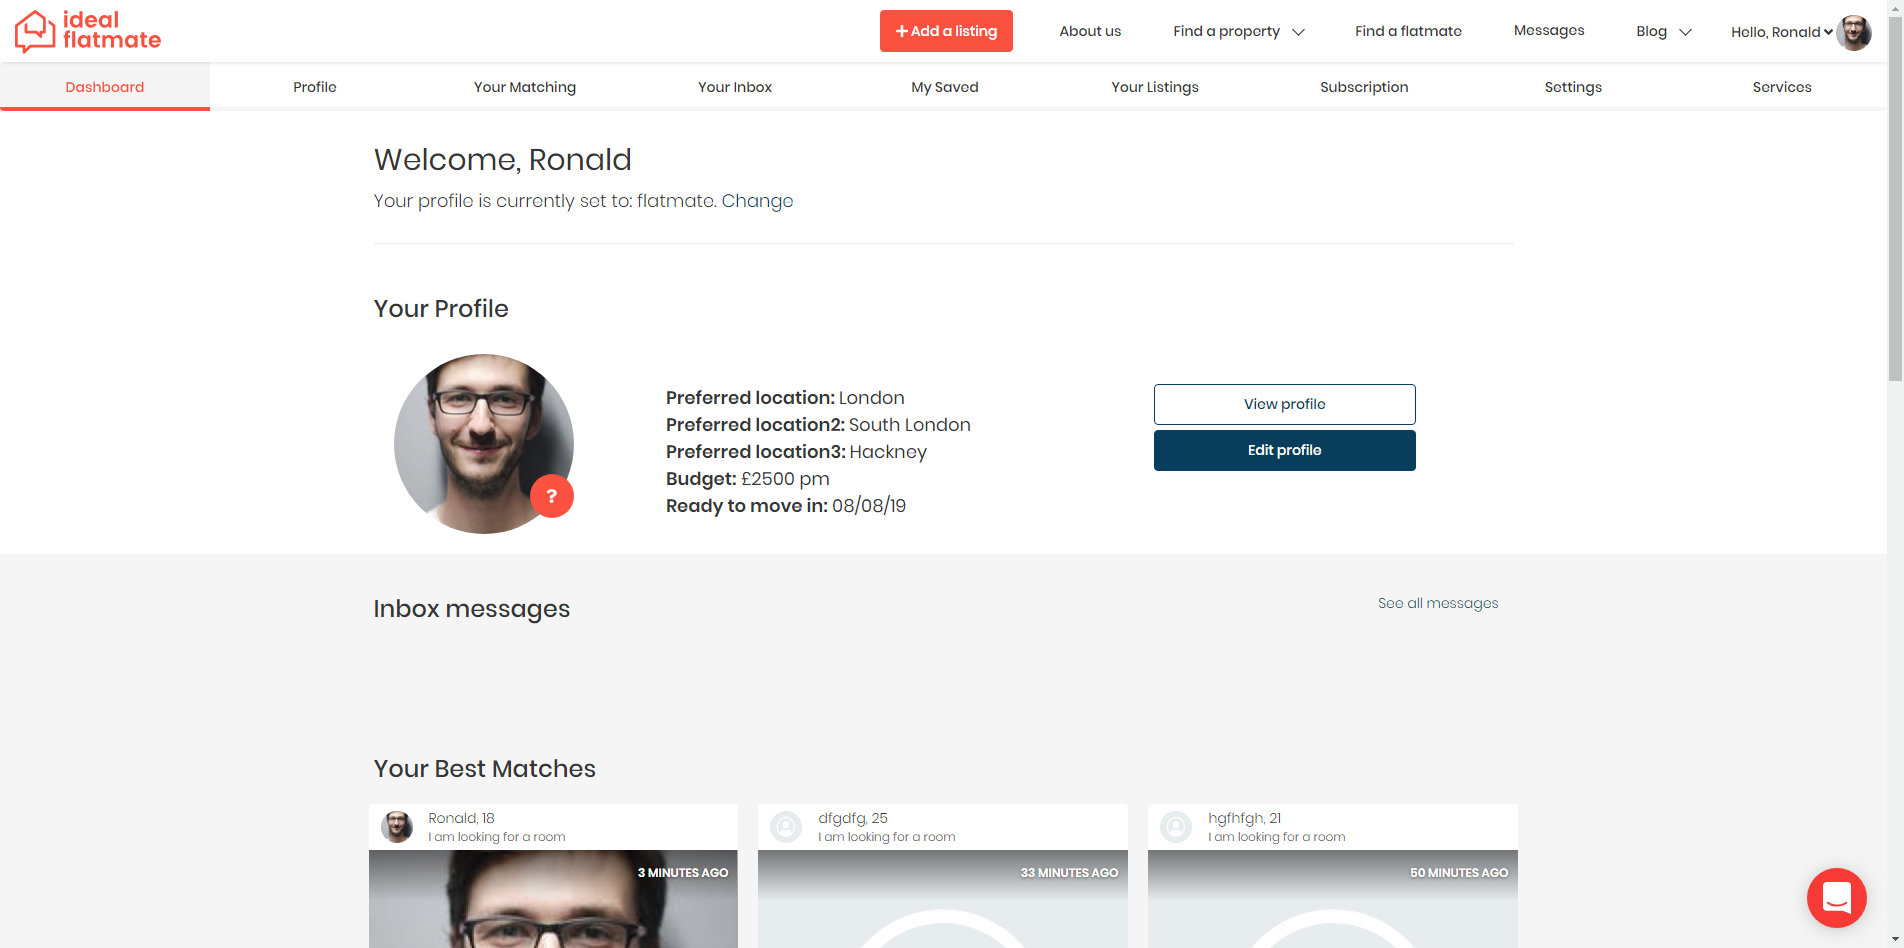 ideal
flatmate
Add a listing
About us
Find a property
Find a flatmate
Messages
Blog
Hello, Ronald
Dashboard
Profile
Your Matching
Your Inbox
My Saved
Your Listings
Subscription
Settings
Services
Welcome, Ronald
Your profile is currently set to: flatmate. Change
Your Profile
?
Preferred location: London
Preferred location2: South London
Preferred location3: Hackney
Budget: £2500 pm
Ready to move in: 08/08/19
View profile
Edit profile
Inbox messages
See all messages
Your Best Matches
Ronald, 18
I am looking for a room
3 MINUTES AGO
dfgdfg, 25
I am looking for a room
33 MINUTES AGO
hgfhfgh, 21
I am looking for a room
50 MINUTES AGO